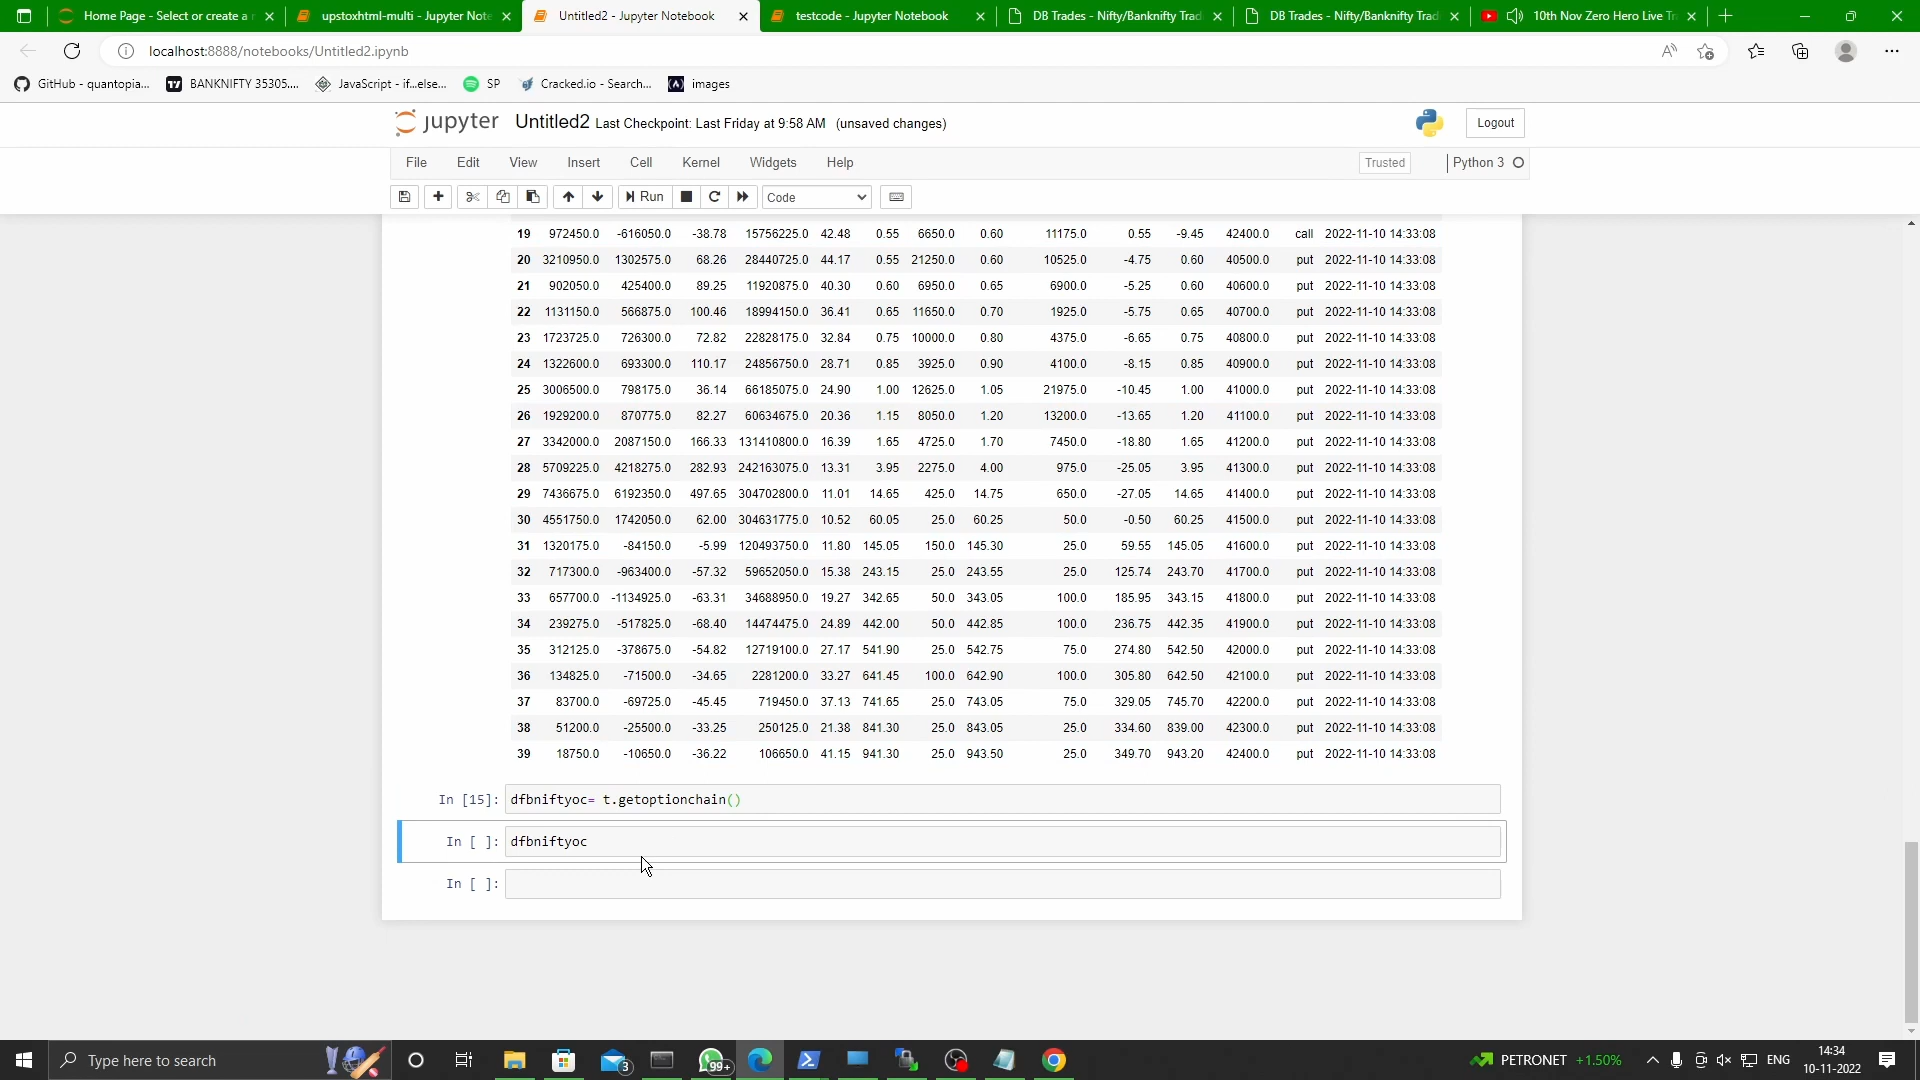 Home Page - Select or create a n
upstoxhtml-multi - Jupyter Note
Untitled2 - Jupyter Notebook
testcode - Jupyter Notebook
DB Trades - Nifty/Banknifty Trad
DB Trades - Nifty/Banknifty Trad
10th Nov Zero Hero Live Tr
localhost:8888/notebooks/Untitled2.ipynb
GitHub - quantopia...
BANKNIFTY 35305....
JavaScript - if...else...
SP
Cracked.io - Search...
images
jupyter Untitled2 Last Checkpoint: Last Friday at 9:58 AM (unsaved changes)
Logout
File Edit View Insert Cell Kernel Widgets Help
Trusted
Python 3
Run
Code
19 972450.0 -616050.0 -38.78 15756225.0 42.48 0.55 6650.0 0.60 11175.0 0.55 -9.45 42400.0 call 2022-11-10 14:33:08
20 3210950.0 1302575.0 68.26 28440725.0 44.17 0.55 21250.0 0.60 10525.0 -4.75 0.60 40500.0 put 2022-11-10 14:33:08
21 902050.0 425400.0 89.25 11920875.0 40.30 0.60 6950.0 0.65 6900.0 -5.25 0.60 40600.0 put 2022-11-10 14:33:08
22 1131150.0 566875.0 100.46 18994150.0 36.41 0.65 11650.0 0.70 1925.0 -5.75 0.65 40700.0 put 2022-11-10 14:33:08
23 1723725.0 726300.0 72.82 22828175.0 32.84 0.75 10000.0 0.80 4375.0 -6.65 0.75 40800.0 put 2022-11-10 14:33:08
24 1322600.0 693300.0 110.17 24856750.0 28.71 0.85 3925.0 0.90 4100.0 -8.15 0.85 40900.0 put 2022-11-10 14:33:08
25 3006500.0 798175.0 36.14 66185075.0 24.90 1.00 12625.0 1.05 21975.0 -10.45 1.00 41000.0 put 2022-11-10 14:33:08
26 1929200.0 870775.0 82.27 60634675.0 20.36 1.15 8050.0 1.20 13200.0 -13.65 1.20 41100.0 put 2022-11-10 14:33:08
27 3342000.0 2087150.0 166.33 131410800.0 16.39 1.65 4725.0 1.70 7450.0 -18.80 1.65 41200.0 put 2022-11-10 14:33:08
28 5709225.0 4218275.0 282.93 242163075.0 13.31 3.95 2275.0 4.00 975.0 -25.05 3.95 41300.0 put 2022-11-10 14:33:08
29 7436675.0 6192350.0 497.65 304702800.0 11.01 14.65 425.0 14.75 650.0 -27.05 14.65 41400.0 put 2022-11-10 14:33:08
30 4551750.0 1742050.0 62.00 304631775.0 10.52 60.05 25.0 60.25 50.0 -0.50 60.25 41500.0 put 2022-11-10 14:33:08
31 1320175.0 -84150.0 -5.99 120493750.0 11.80 145.05 150.0 145.30 25.0 59.55 145.05 41600.0 put 2022-11-10 14:33:08
32 717300.0 -963400.0 -57.32 59652050.0 15.38 243.15 25.0 243.55 25.0 125.74 243.70 41700.0 put 2022-11-10 14:33:08
33 657700.0 -1134925.0 -63.31 34688950.0 19.27 342.65 50.0 343.05 100.0 185.95 343.15 41800.0 put 2022-11-10 14:33:08
34 239275.0 -517825.0 -68.40 14474475.0 24.89 442.00 50.0 442.85 100.0 236.75 442.35 41900.0 put 2022-11-10 14:33:08
35 312125.0 -378675.0 -54.82 12719100.0 27.17 541.90 25.0 542.75 75.0 274.80 542.50 42000.0 put 2022-11-10 14:33:08
36 134825.0 -71500.0 -34.65 2281200.0 33.27 641.45 100.0 642.90 100.0 305.80 642.50 42100.0 put 2022-11-10 14:33:08
37 83700.0 -69725.0 -45.45 719450.0 37.13 741.65 25.0 743.05 75.0 329.05 745.70 42200.0 put 2022-11-10 14:33:08
38 51200.0 -25500.0 -33.25 250125.0 21.38 841.30 25.0 843.05 25.0 334.60 839.00 42300.0 put 2022-11-10 14:33:08
39 18750.0 -10650.0 -36.22 106650.0 41.15 941.30 25.0 943.50 25.0 349.70 943.20 42400.0 put 2022-11-10 14:33:08
In [15]: dfbniftyoc= t.getoptionchain()
In [ ]: dfbniftyoc
In [ ]:
Type here to search
3
99+
PETRONET +1.50%
ENG
14:34
10-11-2022